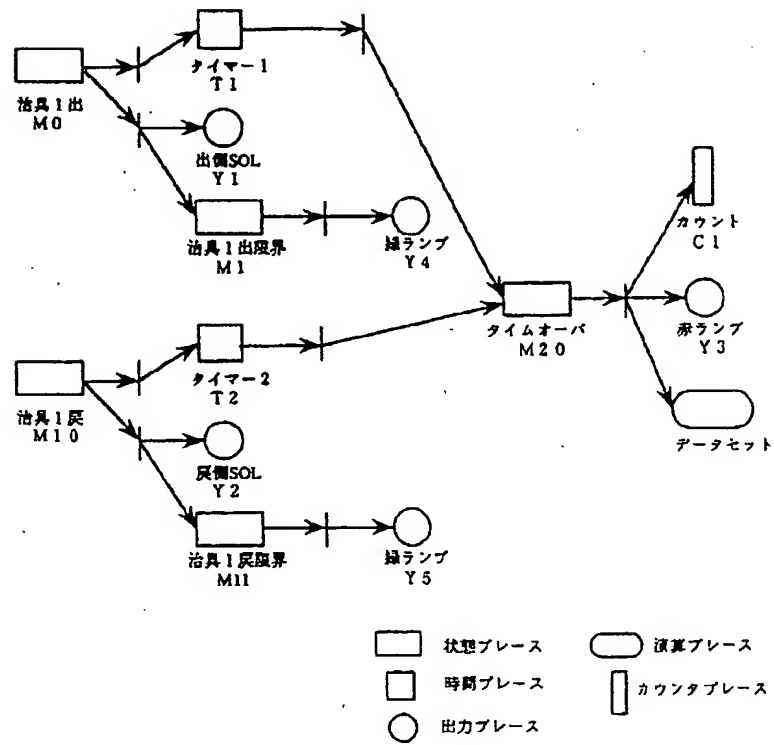 タイマー1
T1
治具1出
M0
出側SOL
Y1
治具1出限界
M1
緑ランプ
Y4
カウント
C1
タイムオーバ
M20
赤ランプ
Y3
データセット
タイマー2
T2
治具1戻
M10
戻側SOL
Y2
治具1戻限界
M11
緑ランプ
Y5
状態プレース
演算プレース
時間プレース
カウンタプレース
出力プレース